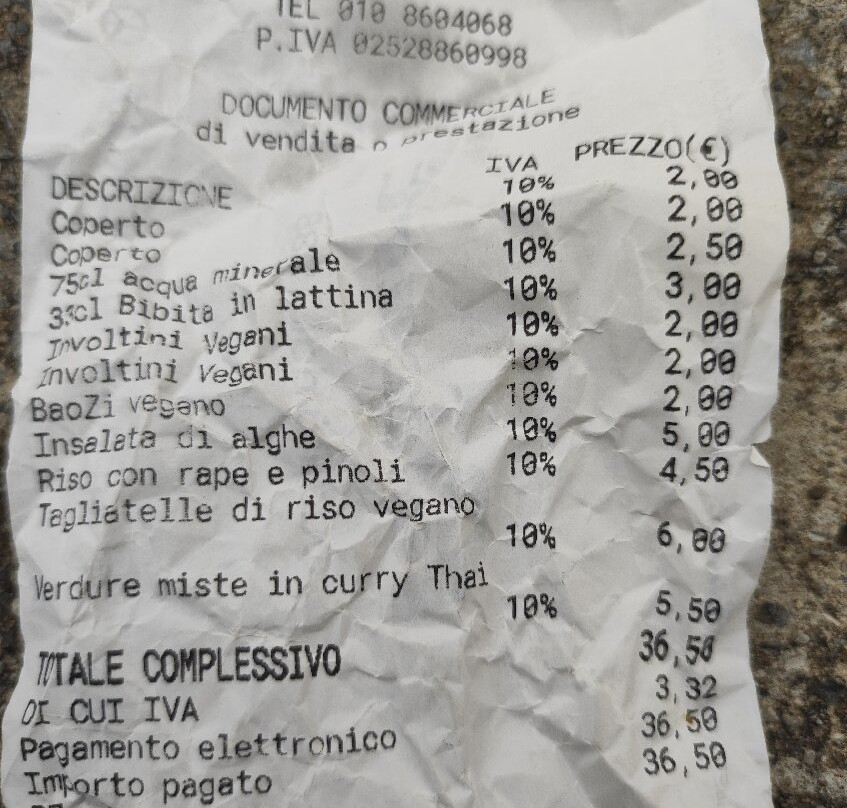 TEL 010 8604068
P.IVA 02528860998
DOCUMENTO COMMERCIALE
di vendita o prestazione
DESCRIZIONE IVA PREZZO(€)
Coperto 10% 2,00
Coperto 10% 2,00
75cl acqua minerale 10% 2,50
33cl Bibita in lattina 10% 3,00
Involtini Vegani 10% 2,00
Involtini Vegani 10% 2,00
BaoZi vegano 10% 2,00
Insalata di alghe 10% 5,00
Riso con rape e pinoli 10% 4,50
Tagliatelle di riso vegano
10% 6,00
Verdure miste in curry Thai
10% 5,50
TOTALE COMPLESSIVO 36,50
DI CUI IVA 3,32
Pagamento elettronico 36,50
Importo pagato 36,50